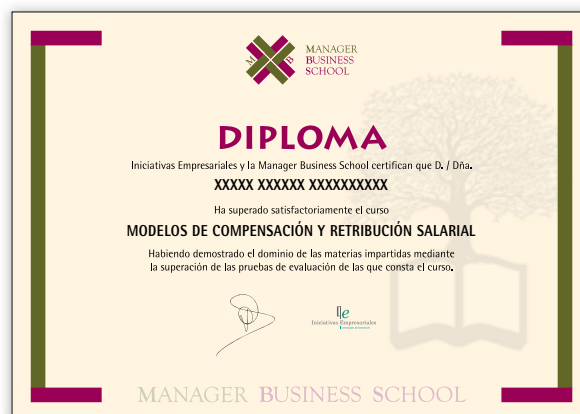 M B
MANAGER
BUSINESS
SCHOOL
DIPLOMA
Iniciativas Empresariales y la Manager Business School certifican que D. / Dña.
XXXXX XXXXXX XXXXXXXXXX
Ha superado satisfactoriamente el curso
MODELOS DE COMPENSACIÓN Y RETRIBUCIÓN SALARIAL
Habiendo demostrado el dominio de las materias impartidas mediante
la superación de las pruebas de evaluación de las que consta el curso.
Ile
Iniciativas Empresariales
MANAGER BUSINESS SCHOOL